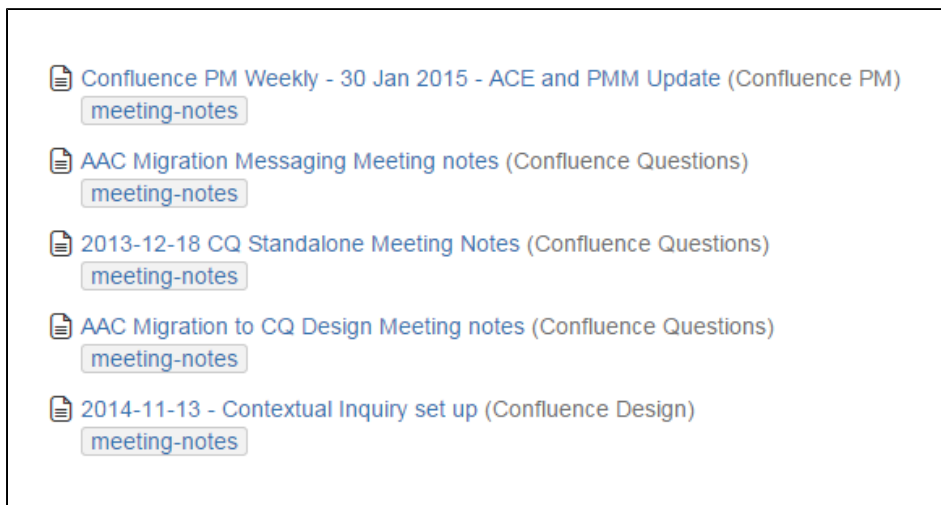 Confluence PM Weekly - 30 Jan 2015 - ACE and PMM Update (Confluence PM)
meeting-notes
AAC Migration Messaging Meeting notes (Confluence Questions)
meeting-notes
2013-12-18 CQ Standalone Meeting Notes (Confluence Questions)
meeting-notes
AAC Migration to CQ Design Meeting notes (Confluence Questions)
meeting-notes
2014-11-13 - Contextual Inquiry set up (Confluence Design)
meeting-notes